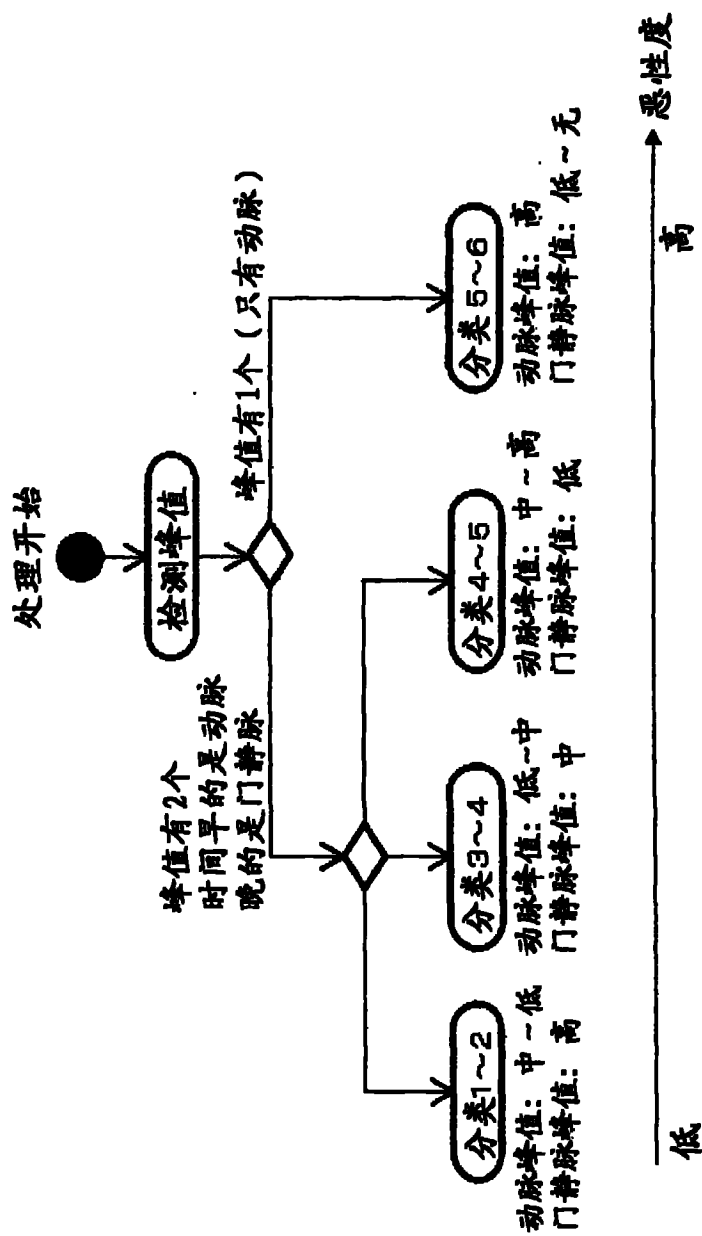 处理开始
检测峰值
峰值有2个
时间早的是动脉
晚的是门静脉
峰值有1个（只有动脉）
分类1～2
动脉峰值：中～低
门静脉峰值：高
分类3～4
动脉峰值：低～中
门静脉峰值：中
分类4～5
动脉峰值：中～高
门静脉峰值：低
分类5～6
动脉峰值：高
门静脉峰值：低～无
低
高
恶性度